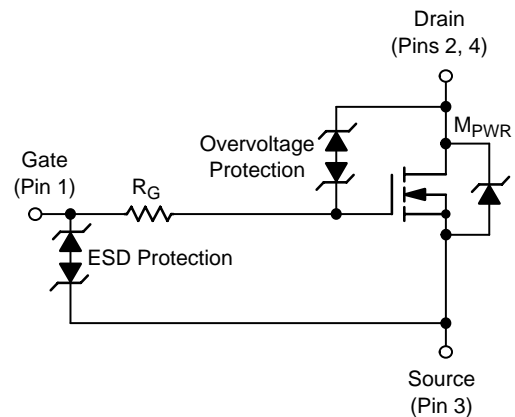 Drain
(Pins 2, 4)
M_PWR
Overvoltage
Protection
Gate
(Pin 1)
R_G
ESD Protection
Source
(Pin 3)